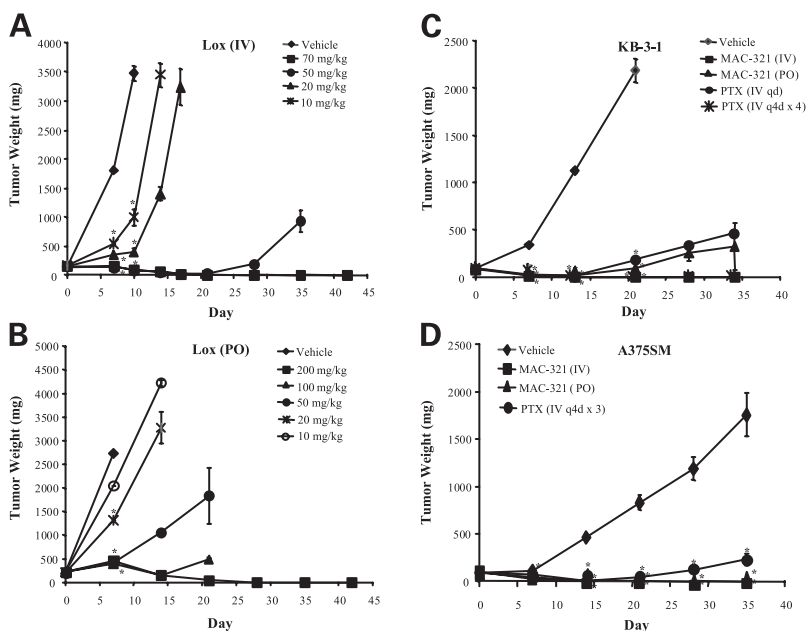 A
Lox (IV)
Vehicle
70 mg/kg
50 mg/kg
20 mg/kg
10 mg/kg
Tumor Weight (mg)
4000
3500
3000
2500
2000
1500
1000
500
0
0 5 10 15 20 25 30 35 40 45
Day
* * * * * *
B
Lox (PO)
Vehicle
200 mg/kg
100 mg/kg
50 mg/kg
20 mg/kg
10 mg/kg
Tumor Weight (mg)
5000
4500
4000
3500
3000
2500
2000
1500
1000
500
0
0 5 10 15 20 25 30 35 40 45
Day
* * *
C
KB-3-1
Vehicle
MAC-321 (IV)
MAC-321 (PO)
PTX (IV qd)
PTX (IV q4d x 4)
Tumor Weight (mg)
2500
2000
1500
1000
500
0
0 5 10 15 20 25 30 35 40
Day
D
A375SM
Vehicle
MAC-321 (IV)
MAC-321 (PO)
PTX (IV q4d x 3)
Tumor Weight (mg)
2500
2000
1500
1000
500
0
0 5 10 15 20 25 30 35 40
Day